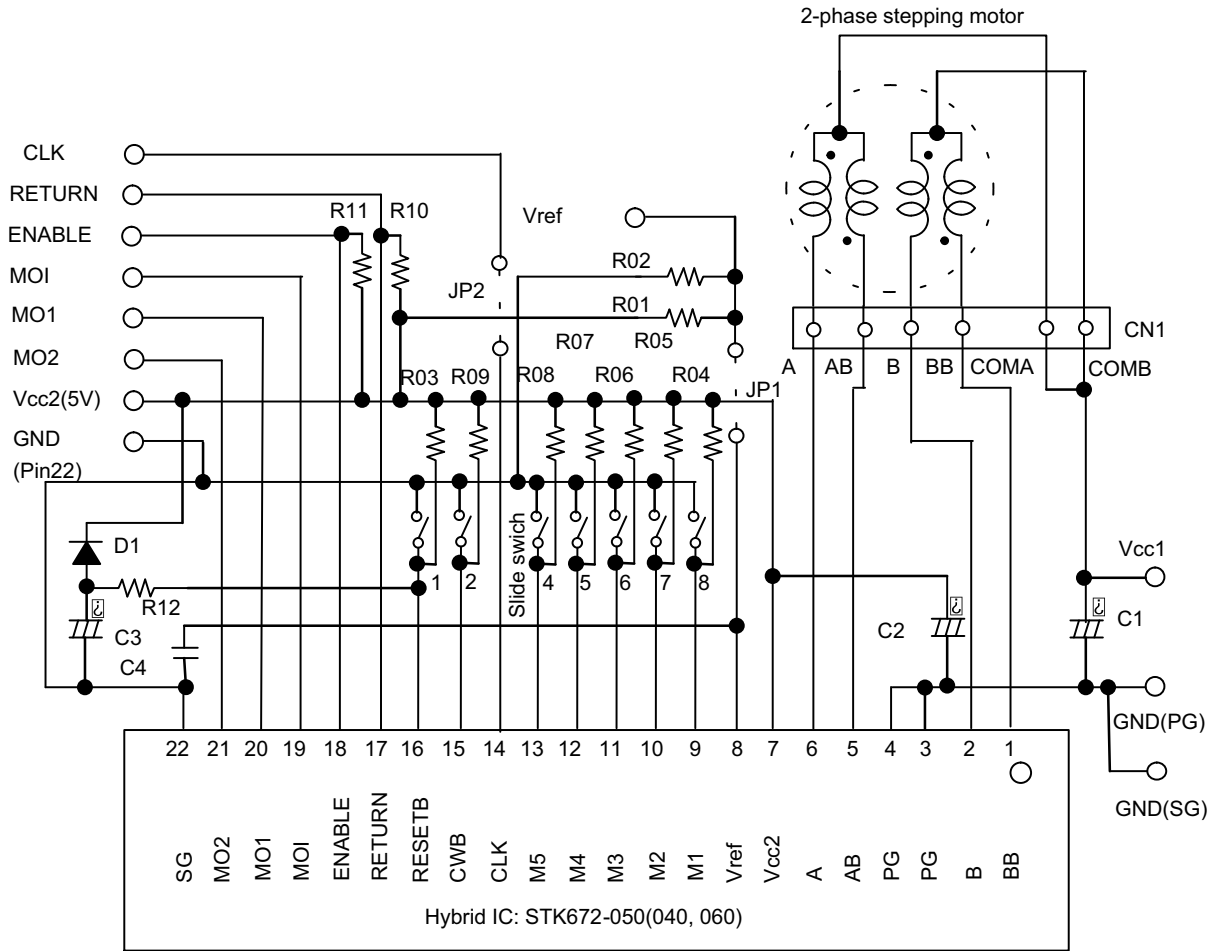 2-phase stepping motor
CLK
RETURN
R11
R10
Vref
ENABLE
MOI
R02
JP2
MO1
R01
CN1
R07
R05
MO2
A
AB
B
BB
COMA
COMB
R03
R09
R08
R06
R04
JP1
Vcc2(5V)
GND
(Pin22)
Slide swich
D1
Vcc1
1
2
4
5
6
7
8
R12
C3
C2
C1
C4
GND(PG)
22
21
20
19
18
17
16
15
14
13
12
11
10
9
8
7
6
5
4
3
2
1
GND(SG)
SG
MO2
MO1
MOI
ENABLE
RETURN
RESETB
CWB
CLK
M5
M4
M3
M2
M1
Vref
Vcc2
A
AB
PG
PG
B
BB
Hybrid IC: STK672-050(040, 060)